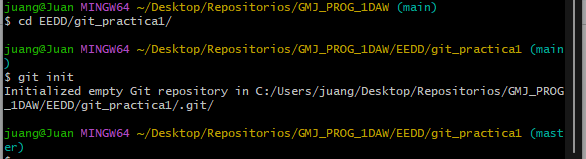 juang@Juan MINGW64 ~/Desktop/Repositorios/GMJ_PROG_1DAW (main)
$ cd EEDD/git_practica1/
juang@Juan MINGW64 ~/Desktop/Repositorios/GMJ_PROG_1DAW/EEDD/git_practica1 (main
)
$ git init
Initialized empty Git repository in C:/Users/juang/Desktop/Repositorios/GMJ_PROG
_1DAW/EEDD/git_practica1/.git/
juang@Juan MINGW64 ~/Desktop/Repositorios/GMJ_PROG_1DAW/EEDD/git_practica1 (mast
er)
$